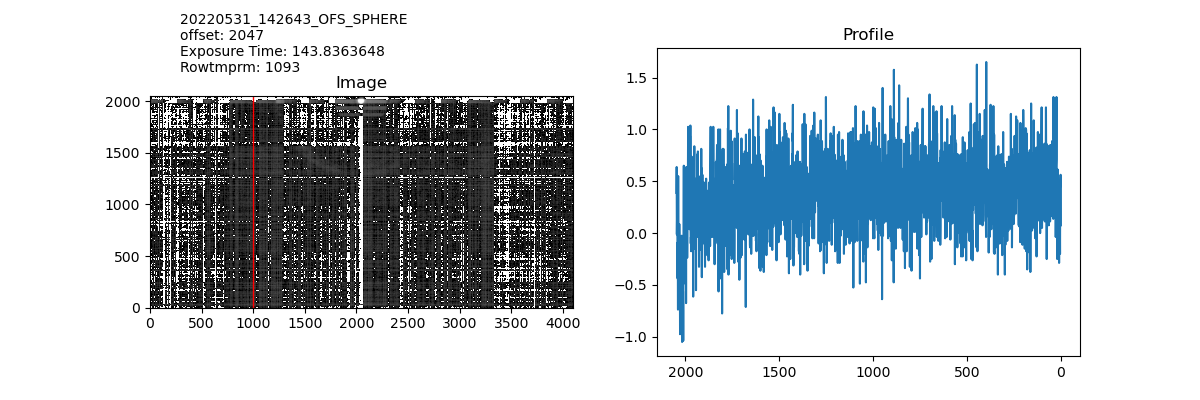 20220531_142643_OFS_SPHERE
offset: 2047
Exposure Time: 143.8363648
Rowtmprm: 1093
Image
2000
1500
1000
500
0
0 500 1000 1500 2000 2500 3000 3500 4000
Profile
1.5
1.0
0.5
0.0
−0.5
−1.0
2000 1500 1000 500 0